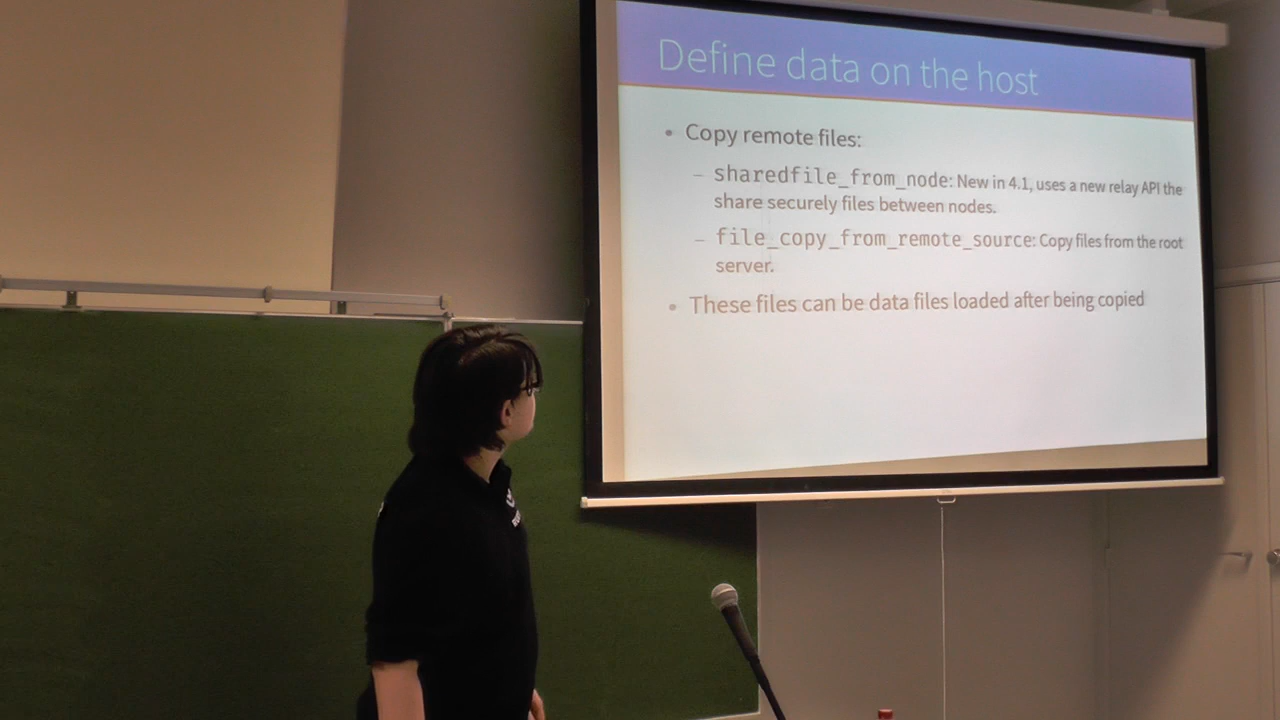 Define data on the host
• Copy remote files:
– sharedfile_from_node: New in 4.1, uses a new relay API the
share securely files between nodes.
– file_copy_from_remote_source: Copy files from the root
server.
• These files can be data files loaded after being copied